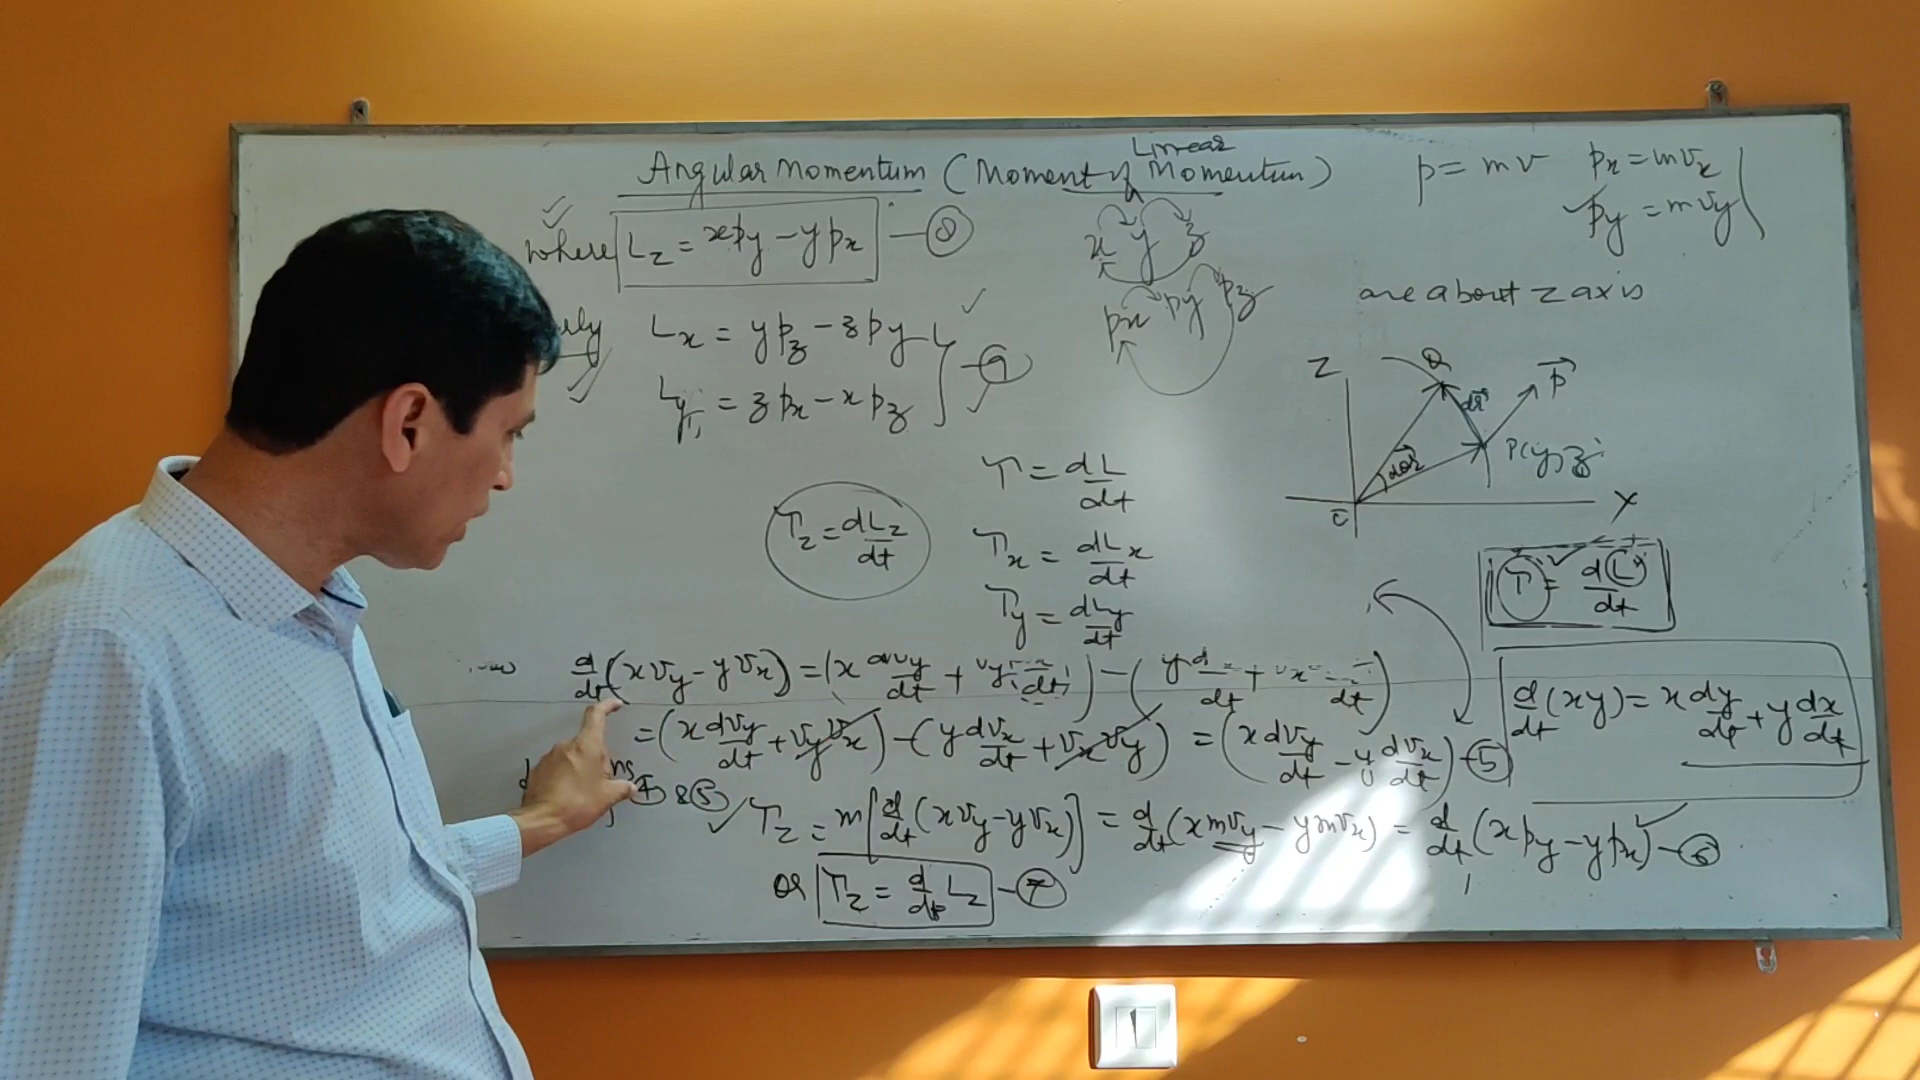 Angular Momentum (Moment of Linear Momentum)
p = mv
px = mvx
py = mvy
where Lz = xpy - ypx — ⑧
x y z
px py pz
are about z axis
Lx = ypz - zpy
Ly = zpx - xpz — ⑨
Z
Q
dr
p
P(y, z
O
X
τ = dL/dt
τz = dLz/dt
τx = dLx/dt
τy = dLy/dt
τ = dL/dt
d/dt (xvy - yvx) = (x dvy/dt + vy dx/dt) - (y d/dt + vx /dt)
= (x dvy/dt + vyvx) - (y dvx/dt + vxvy) = (x dvy/dt - y dvx/dt) - ⑤
d/dt (xy) = x dy/dt + y dx/dt
④ & ⑤
τz = m[d/dt (xvy - yvx)] = d/dt (xmvy - ymvx) = d/dt (xpy - ypx) - ⑥
or τz = d/dt Lz - ⑦